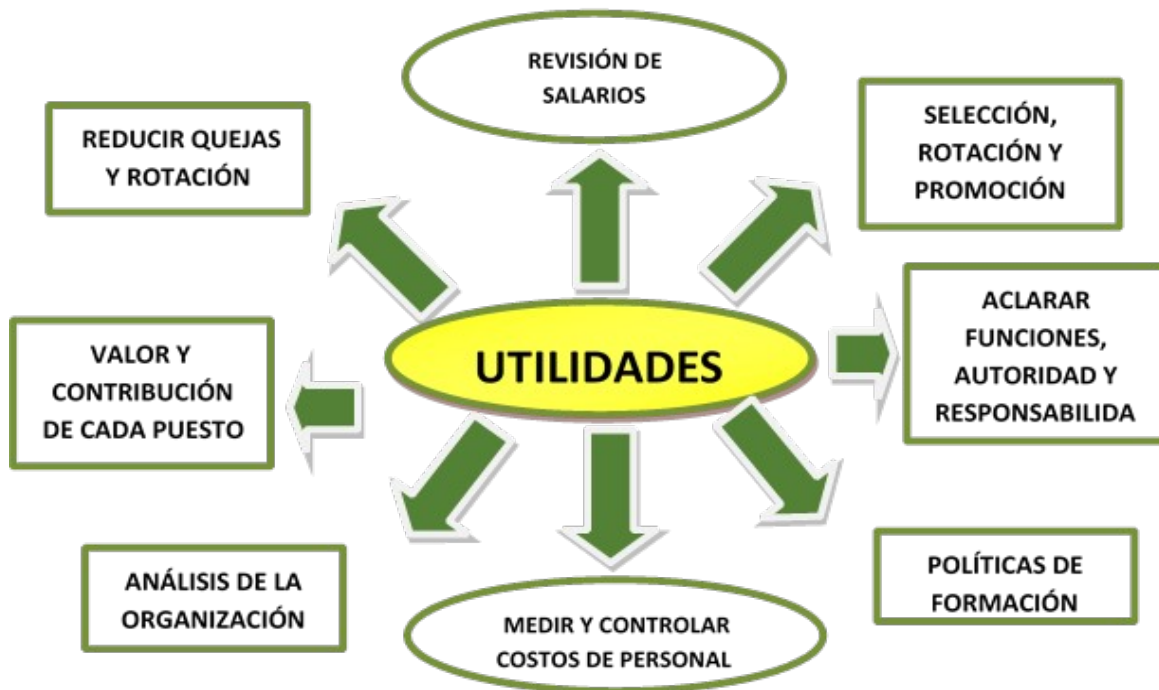 REVISIÓN DE
SALARIOS
REDUCIR QUEJAS
Y ROTACIÓN
SELECCIÓN,
ROTACIÓN Y
PROMOCIÓN
VALOR Y
CONTRIBUCIÓN
DE CADA PUESTO
UTILIDADES
ACLARAR
FUNCIONES,
AUTORIDAD Y
RESPONSABILIDA
ANÁLISIS DE LA
ORGANIZACIÓN
MEDIR Y CONTROLAR
COSTOS DE PERSONAL
POLÍTICAS DE
FORMACIÓN